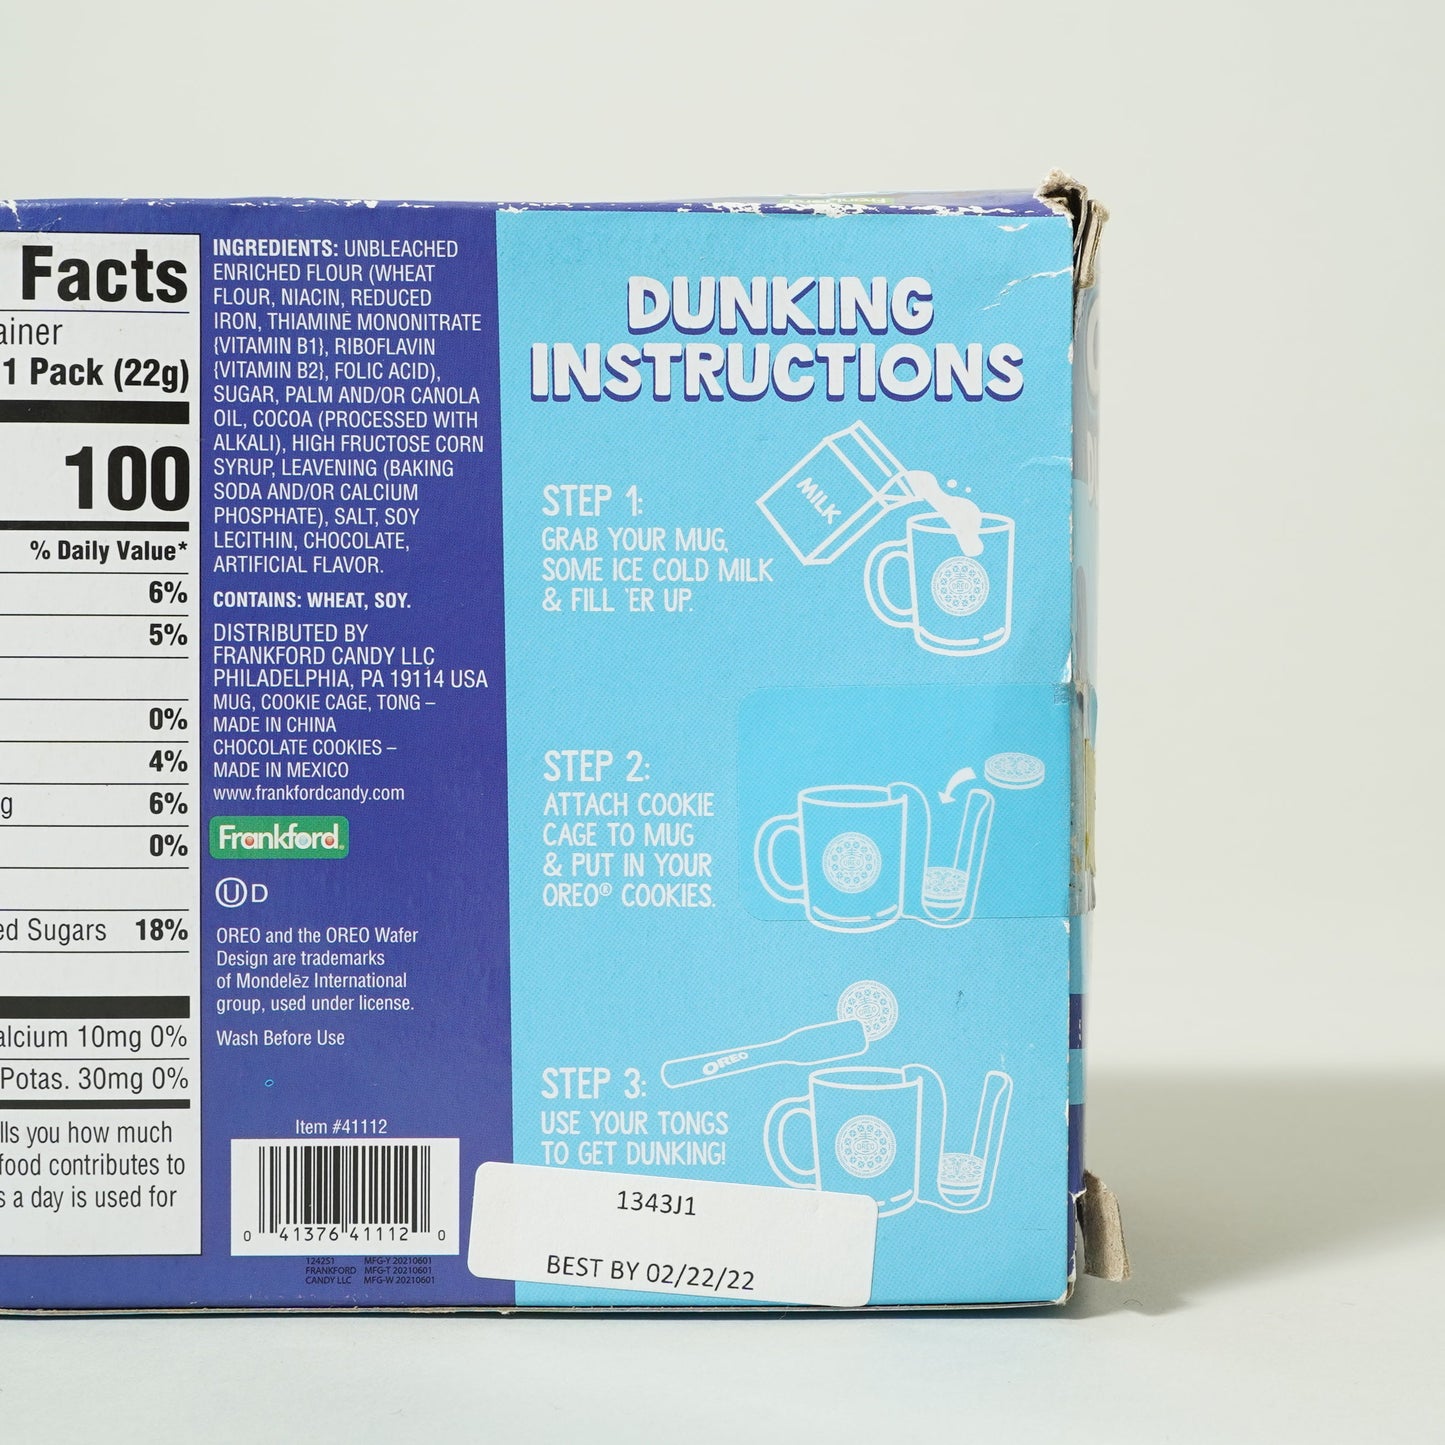 Facts
ainer
1 Pack (22g)
100
% Daily Value*
6%
5%
0%
4%
g 6%
0%
ed Sugars 18%
alcium 10mg 0%
Potas. 30mg 0%
lls you how much
food contributes to
s a day is used for
INGREDIENTS: UNBLEACHED
ENRICHED FLOUR (WHEAT
FLOUR, NIACIN, REDUCED
IRON, THIAMINE MONONITRATE
{VITAMIN B1}, RIBOFLAVIN
{VITAMIN B2}, FOLIC ACID),
SUGAR, PALM AND/OR CANOLA
OIL, COCOA (PROCESSED WITH
ALKALI), HIGH FRUCTOSE CORN
SYRUP, LEAVENING (BAKING
SODA AND/OR CALCIUM
PHOSPHATE), SALT, SOY
LECITHIN, CHOCOLATE,
ARTIFICIAL FLAVOR.
CONTAINS: WHEAT, SOY.
DISTRIBUTED BY
FRANKFORD CANDY LLC
PHILADELPHIA, PA 19114 USA
MUG, COOKIE CAGE, TONG –
MADE IN CHINA
CHOCOLATE COOKIES –
MADE IN MEXICO
www.frankfordcandy.com
Frankford®
U D
OREO and the OREO Wafer
Design are trademarks
of Mondelēz International
group, used under license.
Wash Before Use
Item #41112
0 41376 41112 0
124251 MFG-Y 20210601
FRANKFORD MFG-T 20210601
CANDY LLC MFG-W 20210601
DUNKING
INSTRUCTIONS
STEP 1:
GRAB YOUR MUG,
SOME ICE COLD MILK
& FILL 'ER UP.
MILK
OREO
STEP 2:
ATTACH COOKIE
CAGE TO MUG
& PUT IN YOUR
OREO® COOKIES.
OREO
STEP 3:
USE YOUR TONGS
TO GET DUNKING!
OREO
OREO
1343J1
BEST BY 02/22/22